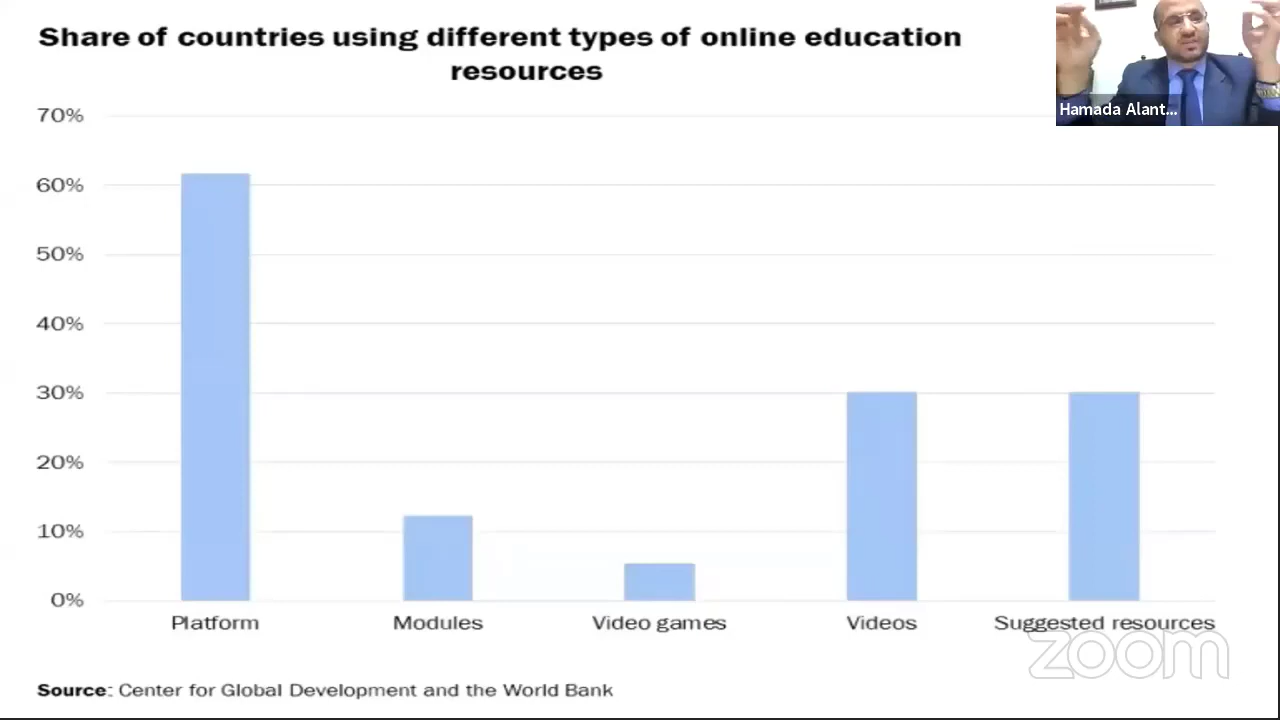 Share of countries using different types of online education
resources
Hamada Alant...
70%
60%
50%
40%
30%
20%
10%
0%
Platform
Modules
Video games
Videos
Suggested resources
zoom
Source: Center for Global Development and the World Bank